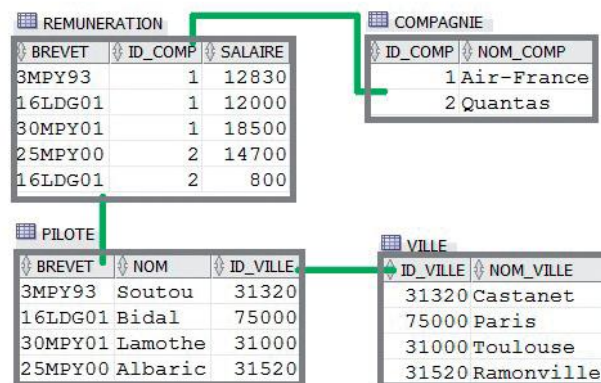 REMUNERATION
BREVET ID_COMP SALAIRE
3MPY93 1 12830
16LDG01 1 12000
30MPY01 1 18500
25MPY00 2 14700
16LDG01 2 800
COMPAGNIE
ID_COMP NOM_COMP
1 Air-France
2 Quantas
PILOTE
BREVET NOM ID_VILLE
3MPY93 Soutou 31320
16LDG01 Bidal 75000
30MPY01 Lamothe 31000
25MPY00 Albaric 31520
VILLE
ID_VILLE NOM_VILLE
31320 Castanet
75000 Paris
31000 Toulouse
31520 Ramonville